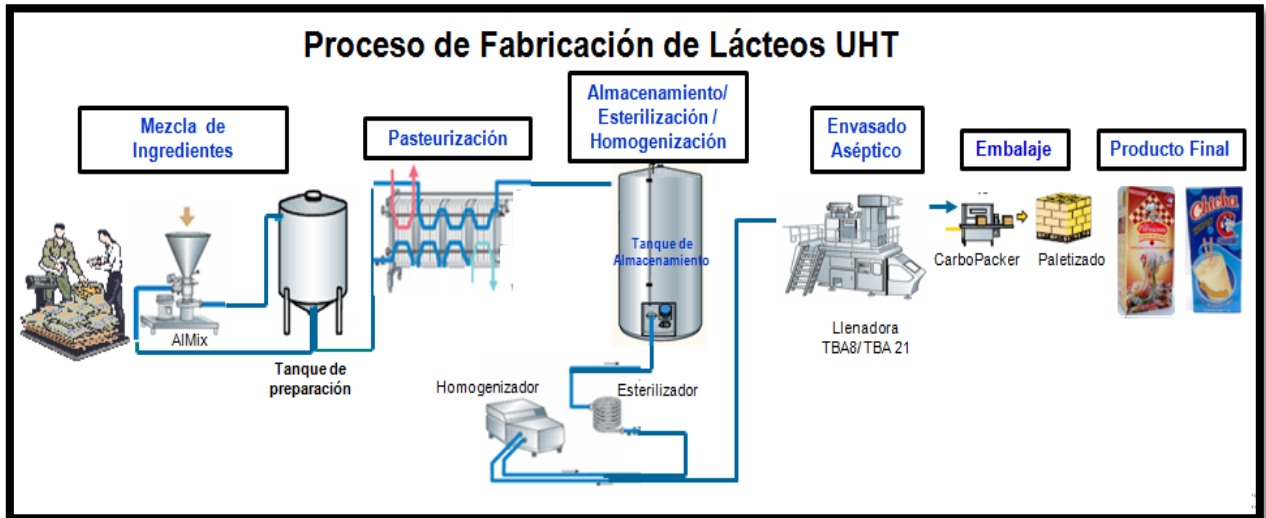 Proceso de Fabricación de Lácteos UHT
Mezcla de
Ingredientes
Pasteurización
Almacenamiento/
Esterilización /
Homogenización
Envasado
Aséptico
Embalaje
Producto Final
AlMix
Tanque de
preparación
Tanque de
Almacenamiento
Homogenizador
Esterilizador
Llenadora
TBA8/ TBA 21
CarboPacker
Paletizado
Chicha